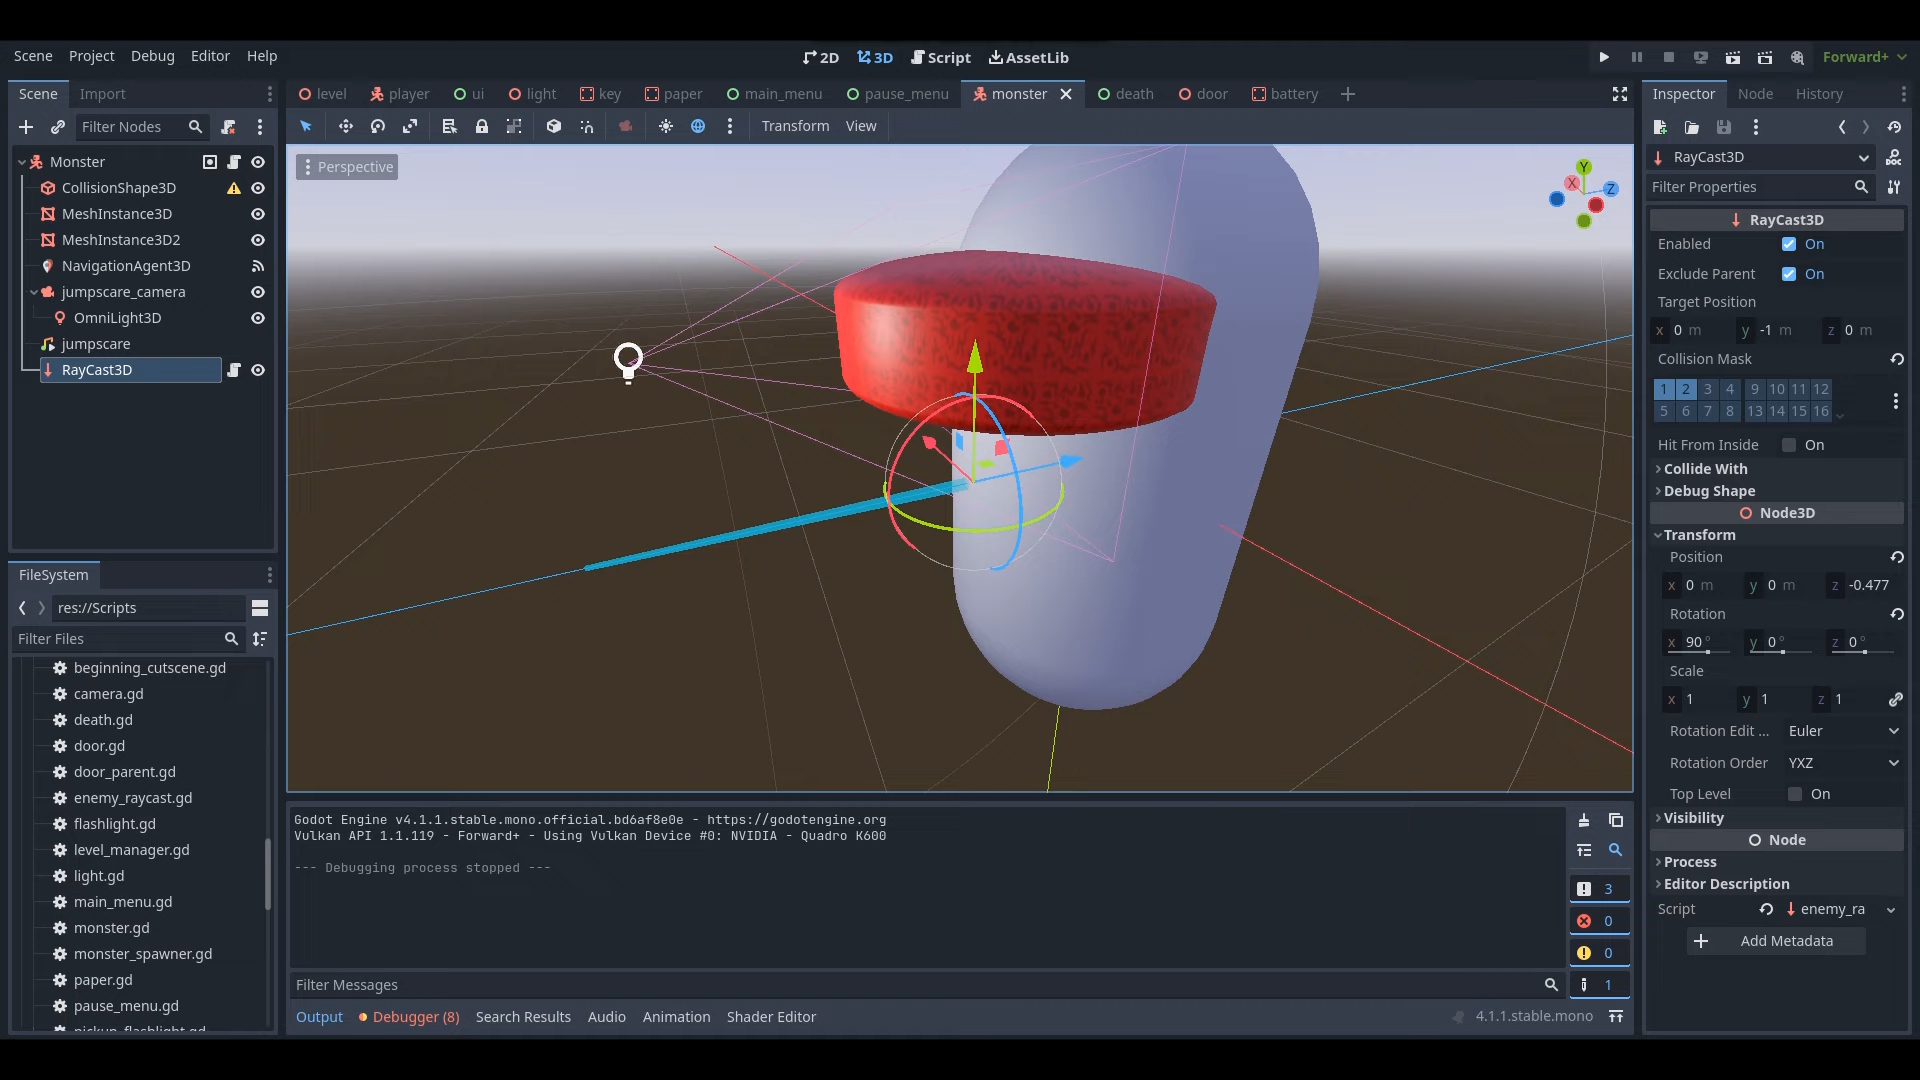 Scene Project Debug Editor Help
2D 3D Script AssetLib
Forward+
Scene Import
level player ui light key paper main_menu pause_menu monster death door battery
Inspector Node History
Filter Nodes
Transform View
Monster
CollisionShape3D
MeshInstance3D
MeshInstance3D2
NavigationAgent3D
jumpscare_camera
OmniLight3D
jumpscare
RayCast3D
FileSystem
res://Scripts
Filter Files
beginning_cutscene.gd
camera.gd
death.gd
door.gd
door_parent.gd
enemy_raycast.gd
flashlight.gd
level_manager.gd
light.gd
main_menu.gd
monster.gd
monster_spawner.gd
paper.gd
pause_menu.gd
pickup_flashlight.gd
Perspective
Y
X
Z
Godot Engine v4.1.1.stable.mono.official.bd6af8e0e - https://godotengine.org
Vulkan API 1.1.119 - Forward+ - Using Vulkan Device #0: NVIDIA - Quadro K600
--- Debugging process stopped ---
3
0
0
1
Filter Messages
Output Debugger (8) Search Results Audio Animation Shader Editor
4.1.1.stable.mono
RayCast3D
Filter Properties
RayCast3D
Enabled On
Exclude Parent On
Target Position
x 0 m y -1 m z 0 m
Collision Mask
1 2 3 4 9 10 11 12
5 6 7 8 13 14 15 16
Hit From Inside On
Collide With
Debug Shape
Node3D
Transform
Position
x 0 m y 0 m z -0.477
Rotation
x 90 ° y 0 ° z 0 °
Scale
x 1 y 1 z 1
Rotation Edit ... Euler
Rotation Order YXZ
Top Level On
Visibility
Node
Process
Editor Description
Script enemy_ra
Add Metadata